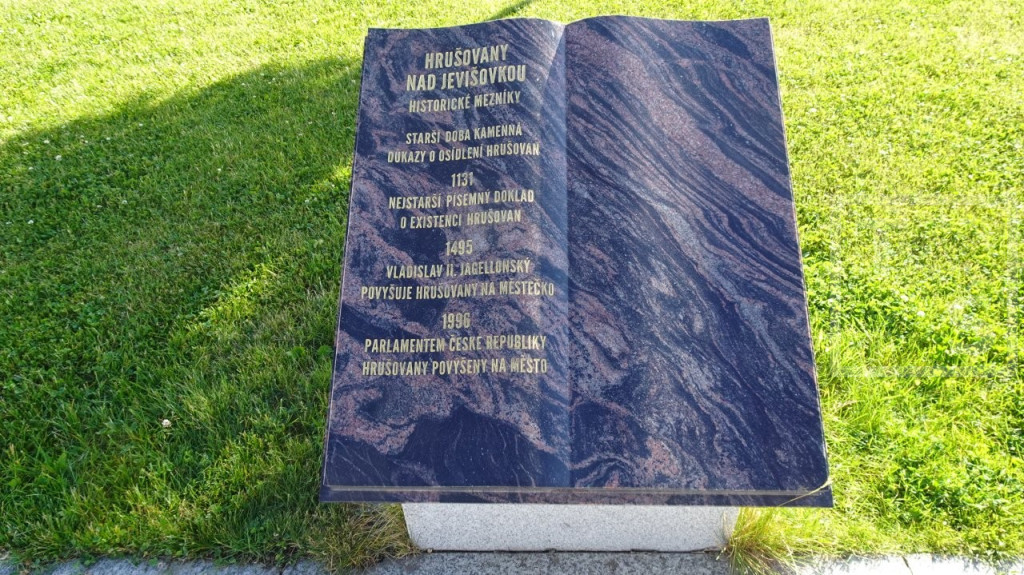 HRUŠOVANY
NAD JEVIŠOVKOU
HISTORICKÉ MEZNÍKY
STARŠÍ DOBA KAMENNÁ
DŮKAZY O OSÍDLENÍ HRUŠOVAN
1131
NEJSTARŠÍ PÍSEMNÝ DOKLAD
O EXISTENCI HRUŠOVAN
1495
VLADISLAV II. JAGELLONSKÝ
POVYŠUJE HRUŠOVANY NA MĚSTEČKO
1996
PARLAMENTEM ČESKÉ REPUBLIKY
HRUŠOVANY POVÝŠENY NA MĚSTO